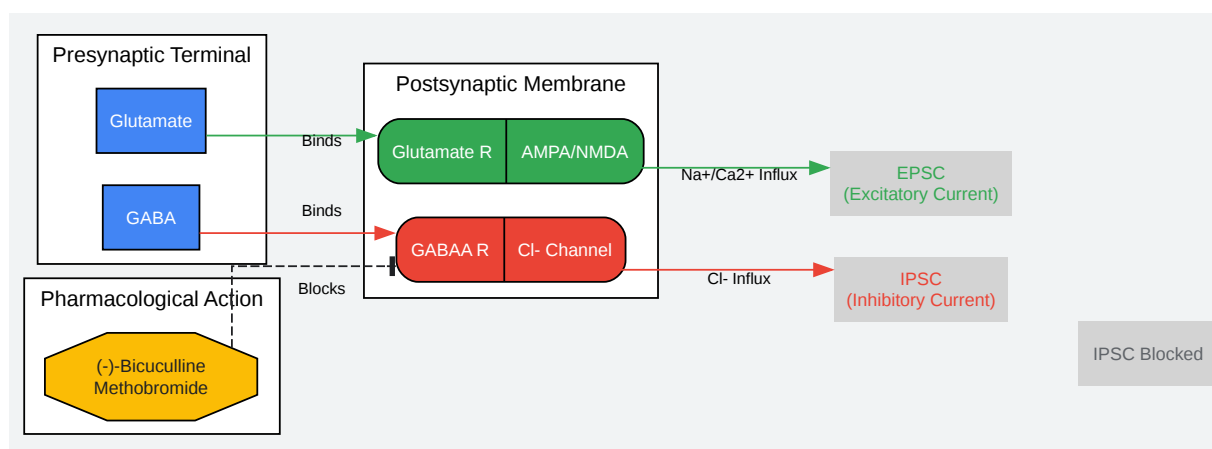 Presynaptic Terminal
Glutamate
GABA
Binds
Binds
Blocks
Pharmacological Action
(-)-Bicuculline
Methobromide
Postsynaptic Membrane
Glutamate R
AMPA/NMDA
GABAA R
Cl- Channel
Na+/Ca2+ Influx
Cl- Influx
EPSC
(Excitatory Current)
IPSC
(Inhibitory Current)
IPSC Blocked